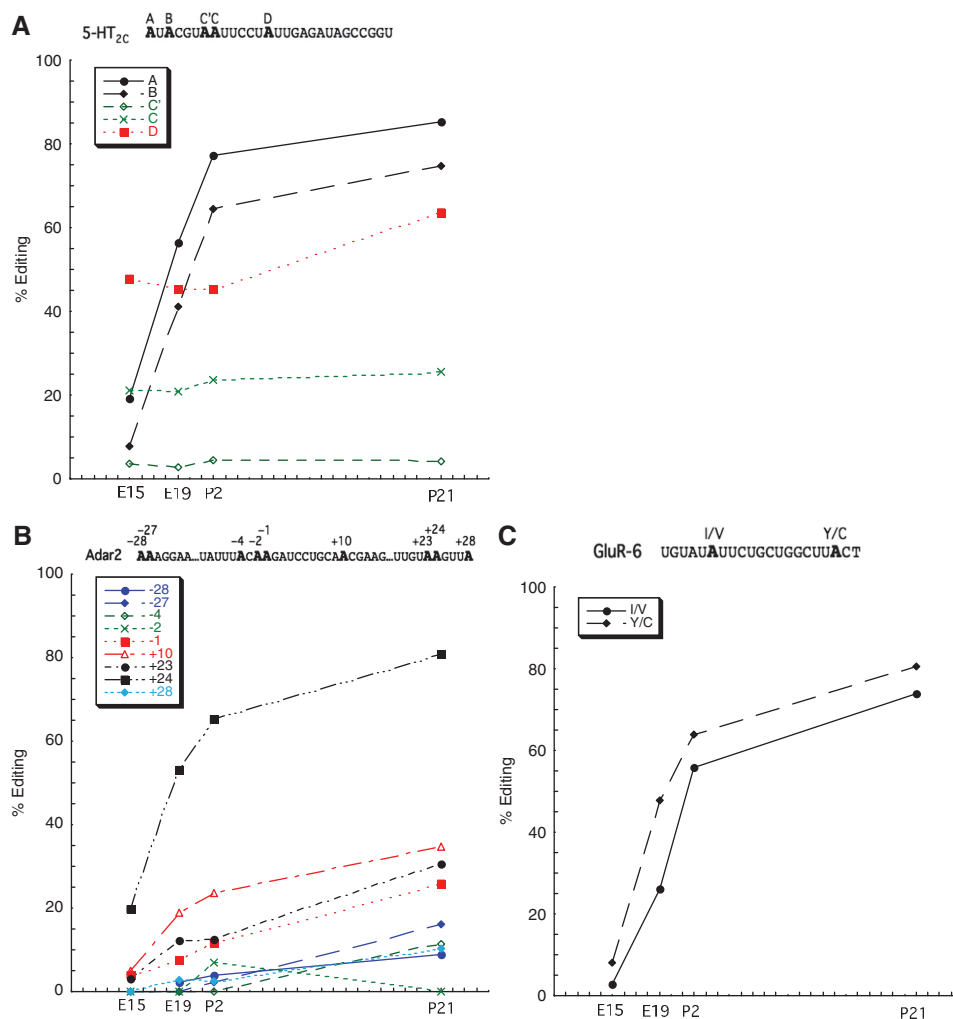 A
A B C'C D
5-HT2C AUACGUAAUUCCUAUUGAGAUAGCCGGU
100
80
60
40
20
0
% Editing
A
B
C'
C
D
E15 E19 P2 P21
B
-27 -1 +24
-28 -4 -2 +10 +23 +28
Adar2 AAAGGAA...UAUUUACAAGAUCCUGCAACGAAG...UUGUAAGUUA
100
80
60
40
20
0
% Editing
-28
-27
-4
-2
-1
+10
+23
+24
+28
E15 E19 P2 P21
C
I/V Y/C
GluR-6 UGUAUAUUCUGCUGGCUUACT
100
80
60
40
20
0
% Editing
I/V
Y/C
E15 E19 P2 P21